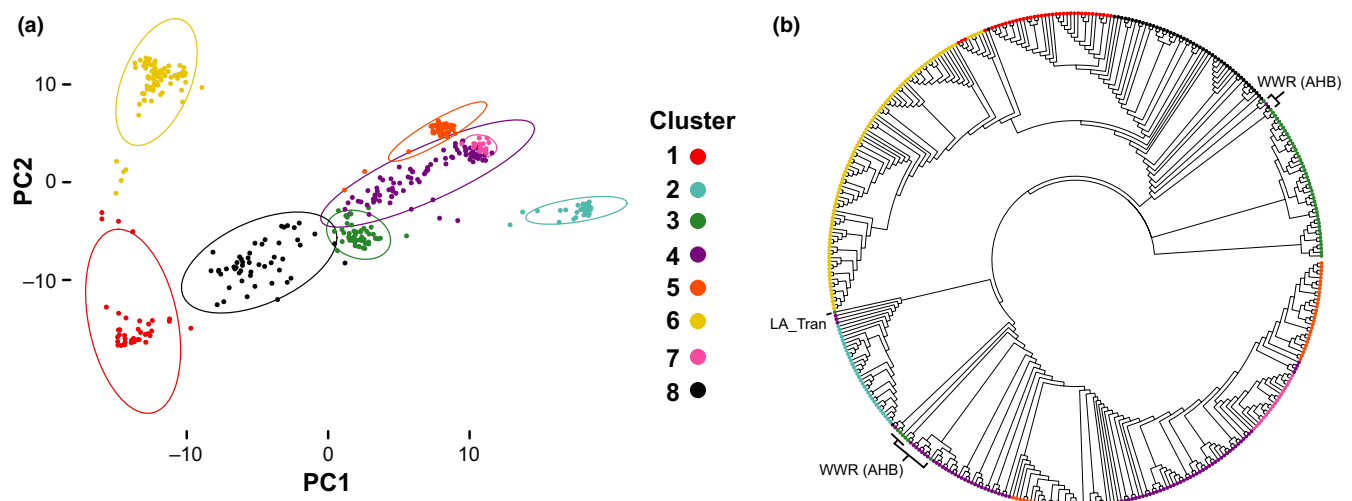 (a)
10
0
–10
PC2
–10
0
10
PC1
Cluster
1
2
3
4
5
6
7
8
(b)
WWR (AHB)
LA_Tran
WWR (AHB)